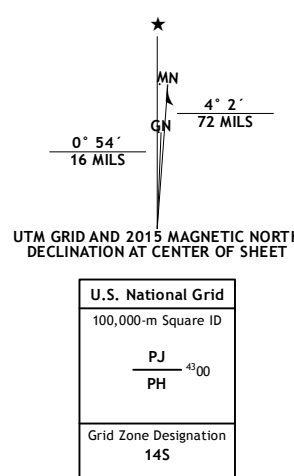 MN
GN
4° 2´
72 MILS
0° 54´
16 MILS
UTM GRID AND 2015 MAGNETIC NORTH
DECLINATION AT CENTER OF SHEET
U.S. National Grid
100,000-m Square ID
PJ
4300
PH
Grid Zone Designation
14S